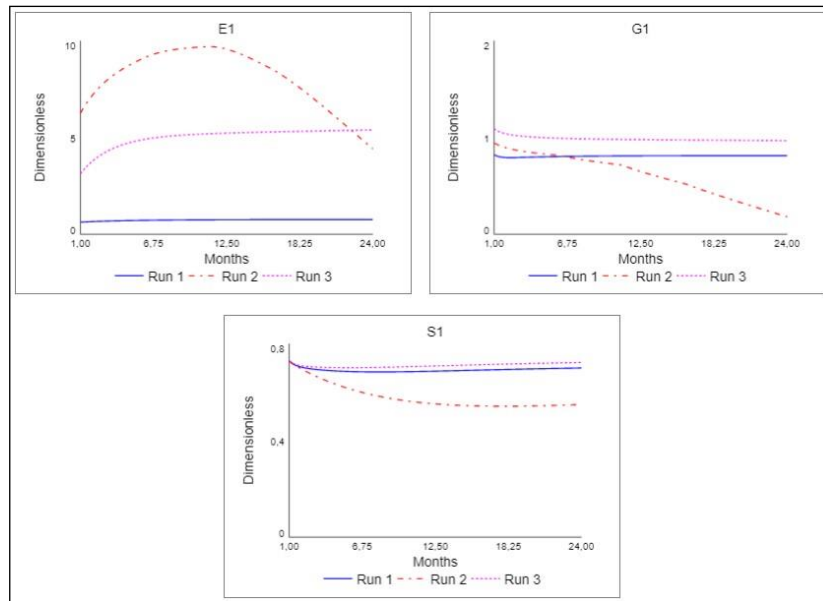 E1
Dimensionless
10
5
0
1,00 6,75 12,50 18,25 24,00
Months
Run 1 Run 2 Run 3
G1
Dimensionless
2
1
0
1,00 6,75 12,50 18,25 24,00
Months
Run 1 Run 2 Run 3
S1
Dimensionless
0,8
0,4
0
1,00 6,75 12,50 18,25 24,00
Months
Run 1 Run 2 Run 3